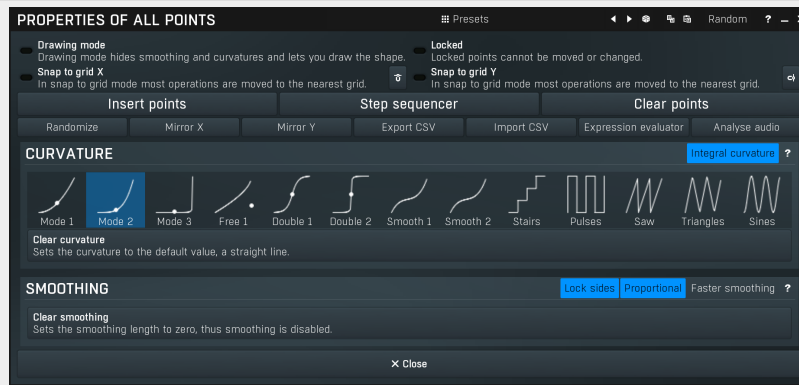 PROPERTIES OF ALL POINTS Presets Random ?
Drawing mode
Drawing mode hides smoothing and curvatures and lets you draw the shape.
Locked
Locked points cannot be moved or changed.
Snap to grid X
In snap to grid mode most operations are moved to the nearest grid.
Snap to grid Y
In snap to grid mode most operations are moved to the nearest grid.
Insert points Step sequencer Clear points
Randomize Mirror X Mirror Y Export CSV Import CSV Expression evaluator Analyse audio
CURVATURE Integral curvature ?
Mode 1 Mode 2 Mode 3 Free 1 Double 1 Double 2 Smooth 1 Smooth 2 Stairs Pulses Saw Triangles Sines
Clear curvature
Sets the curvature to the default value, a straight line.
SMOOTHING Lock sides Proportional Faster smoothing ?
Clear smoothing
Sets the smoothing length to zero, thus smoothing is disabled.
Close